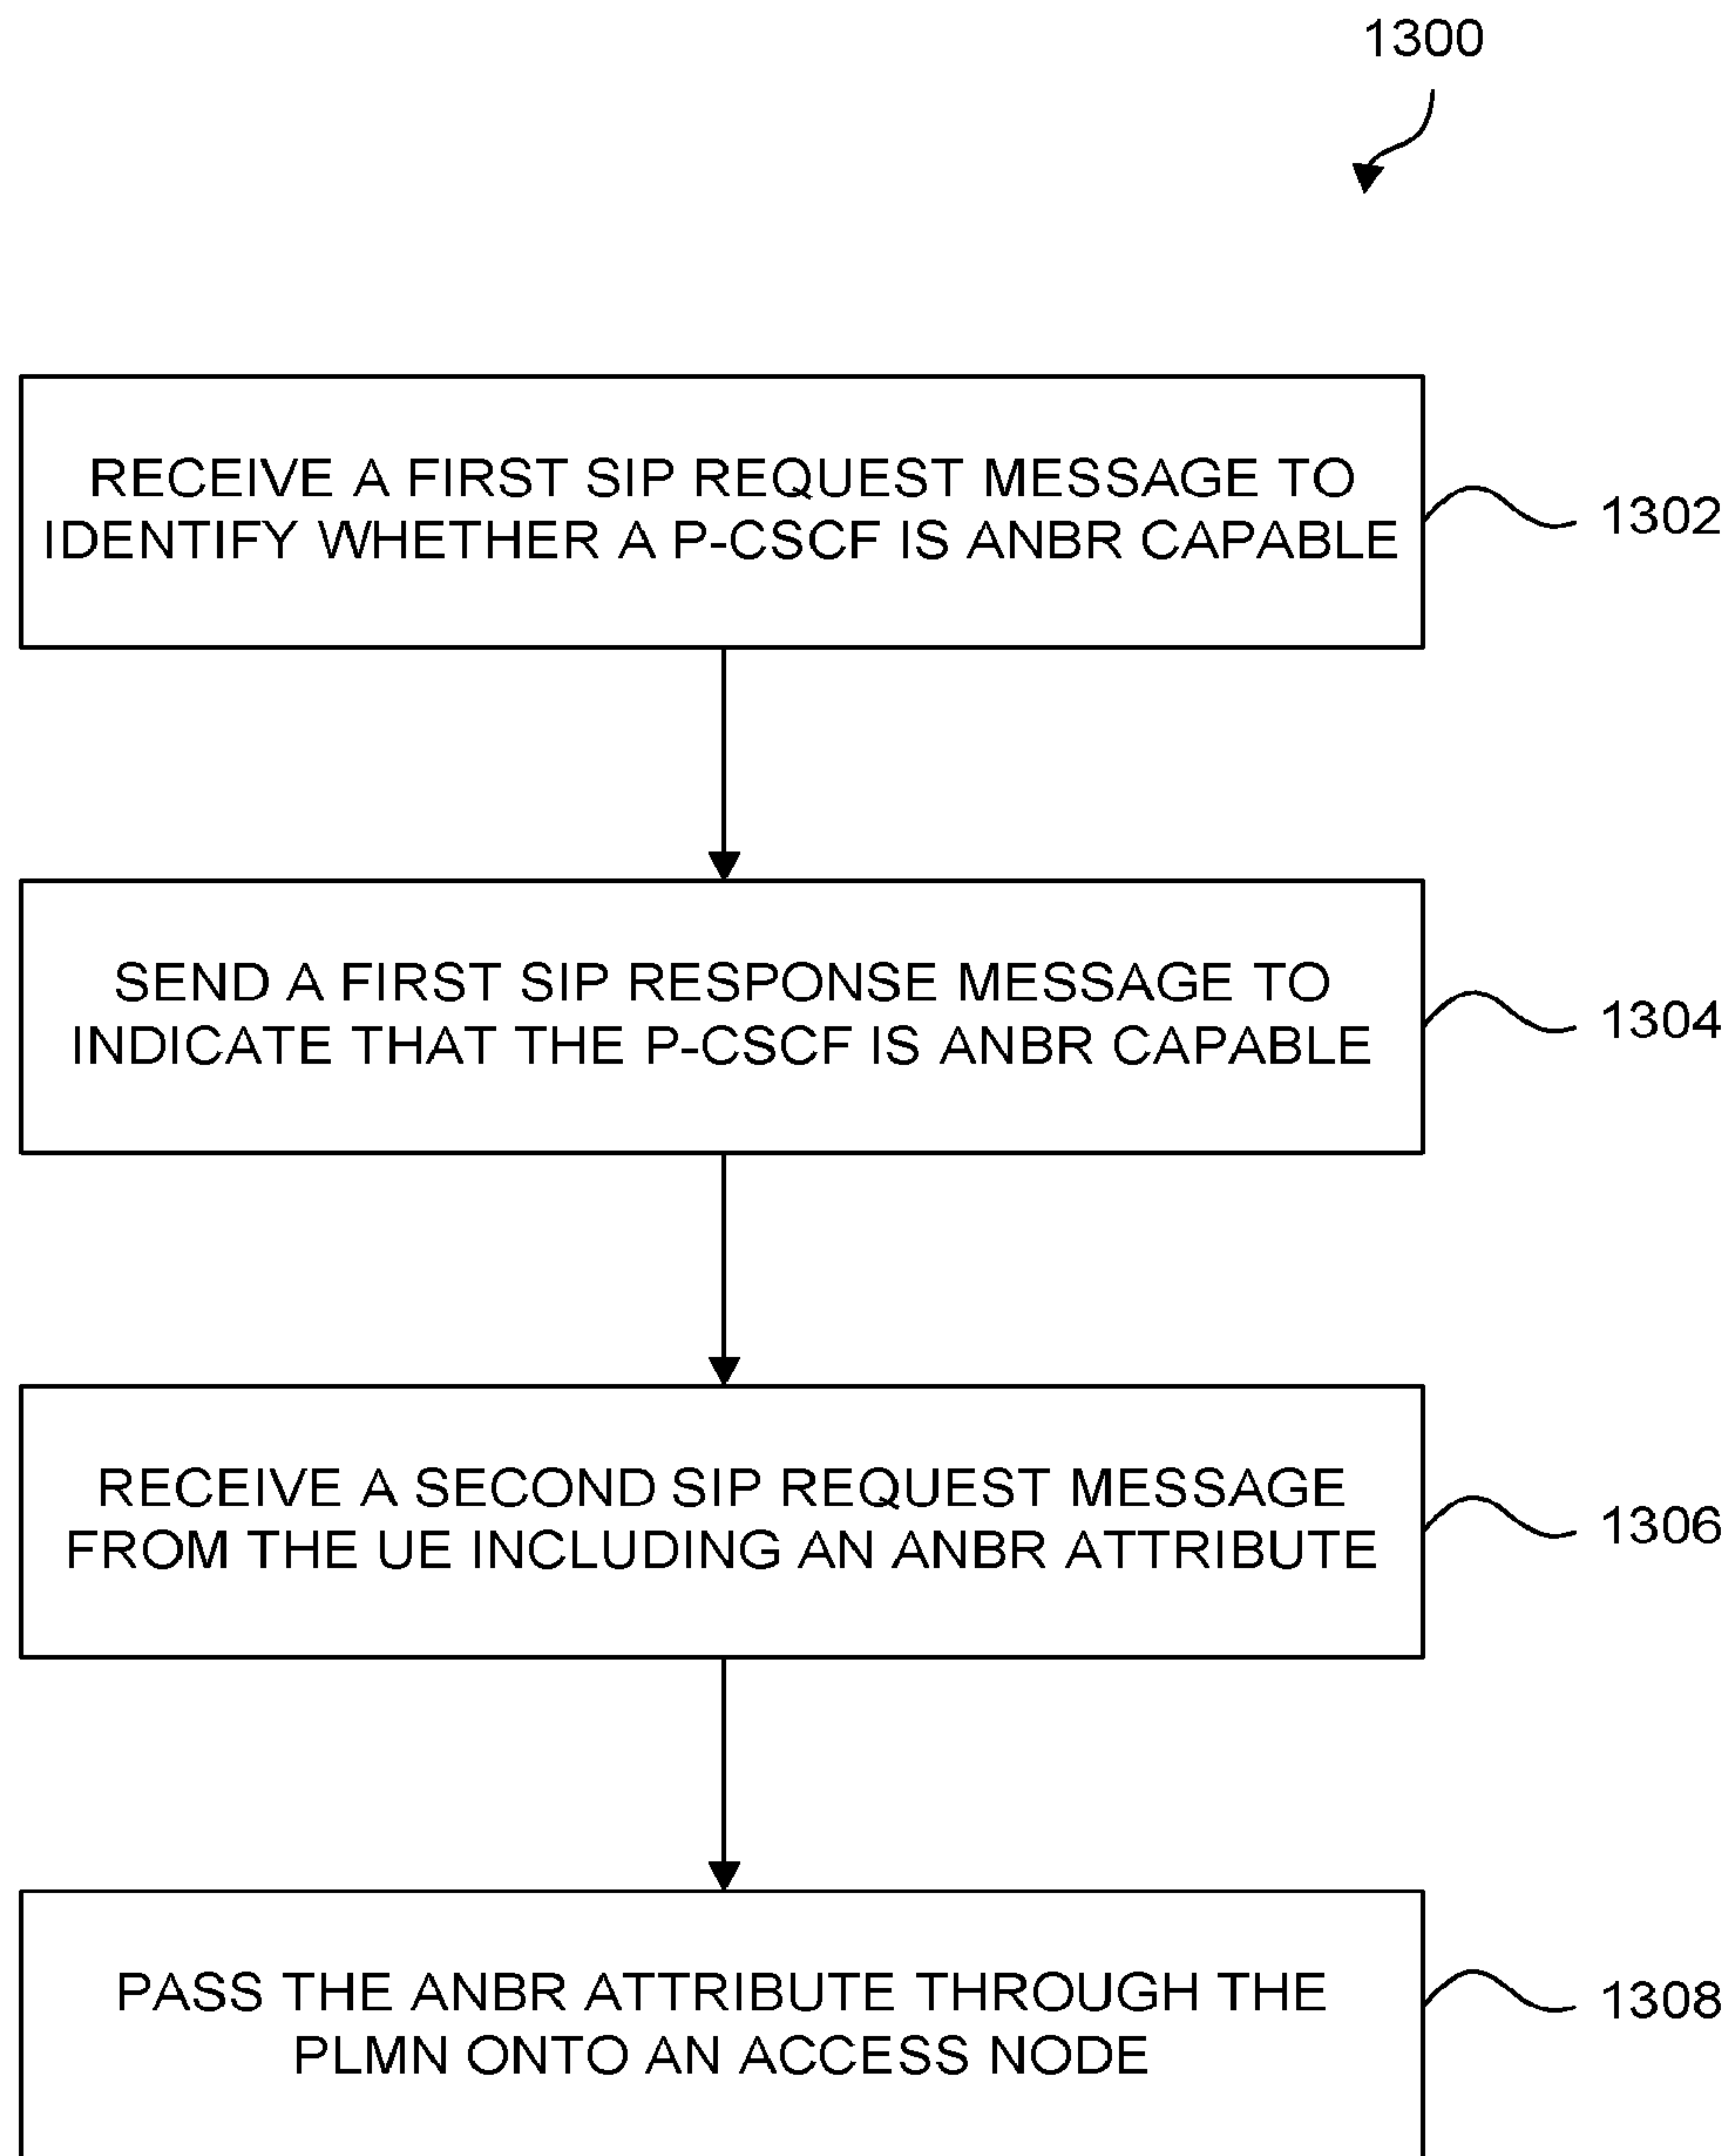 1300
RECEIVE A FIRST SIP REQUEST MESSAGE TO
IDENTIFY WHETHER A P-CSCF IS ANBR CAPABLE
1302
SEND A FIRST SIP RESPONSE MESSAGE TO
INDICATE THAT THE P-CSCF IS ANBR CAPABLE
1304
RECEIVE A SECOND SIP REQUEST MESSAGE
FROM THE UE INCLUDING AN ANBR ATTRIBUTE
1306
PASS THE ANBR ATTRIBUTE THROUGH THE
PLMN ONTO AN ACCESS NODE
1308